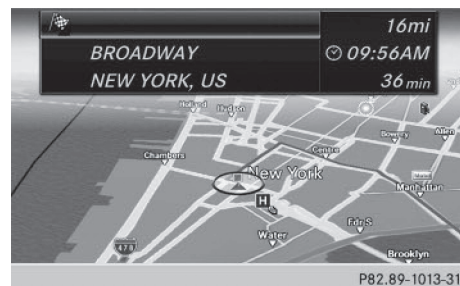 16mi
BROADWAY
09:56AM
NEW YORK, US
36 min
Holland
Hudson
Bowery
Allen
Chambers
Centre
New York
Manhattan
H
Fdr S
Water
478
Brooklyn
P82.89-1013-31